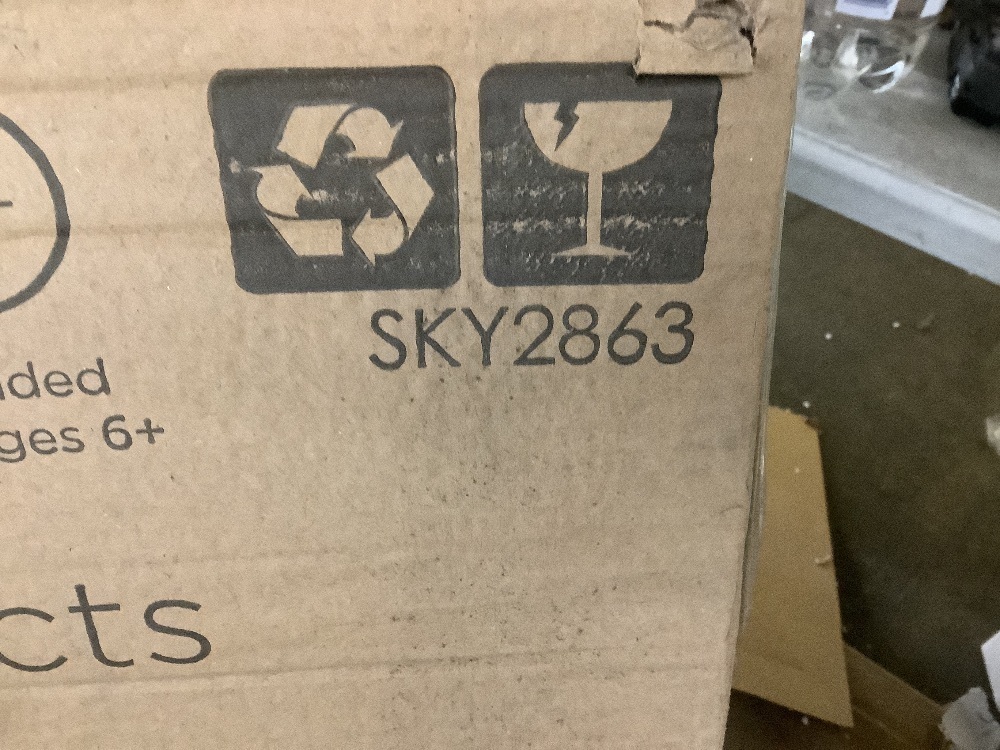 SKY2863
ded
ges 6+
cts